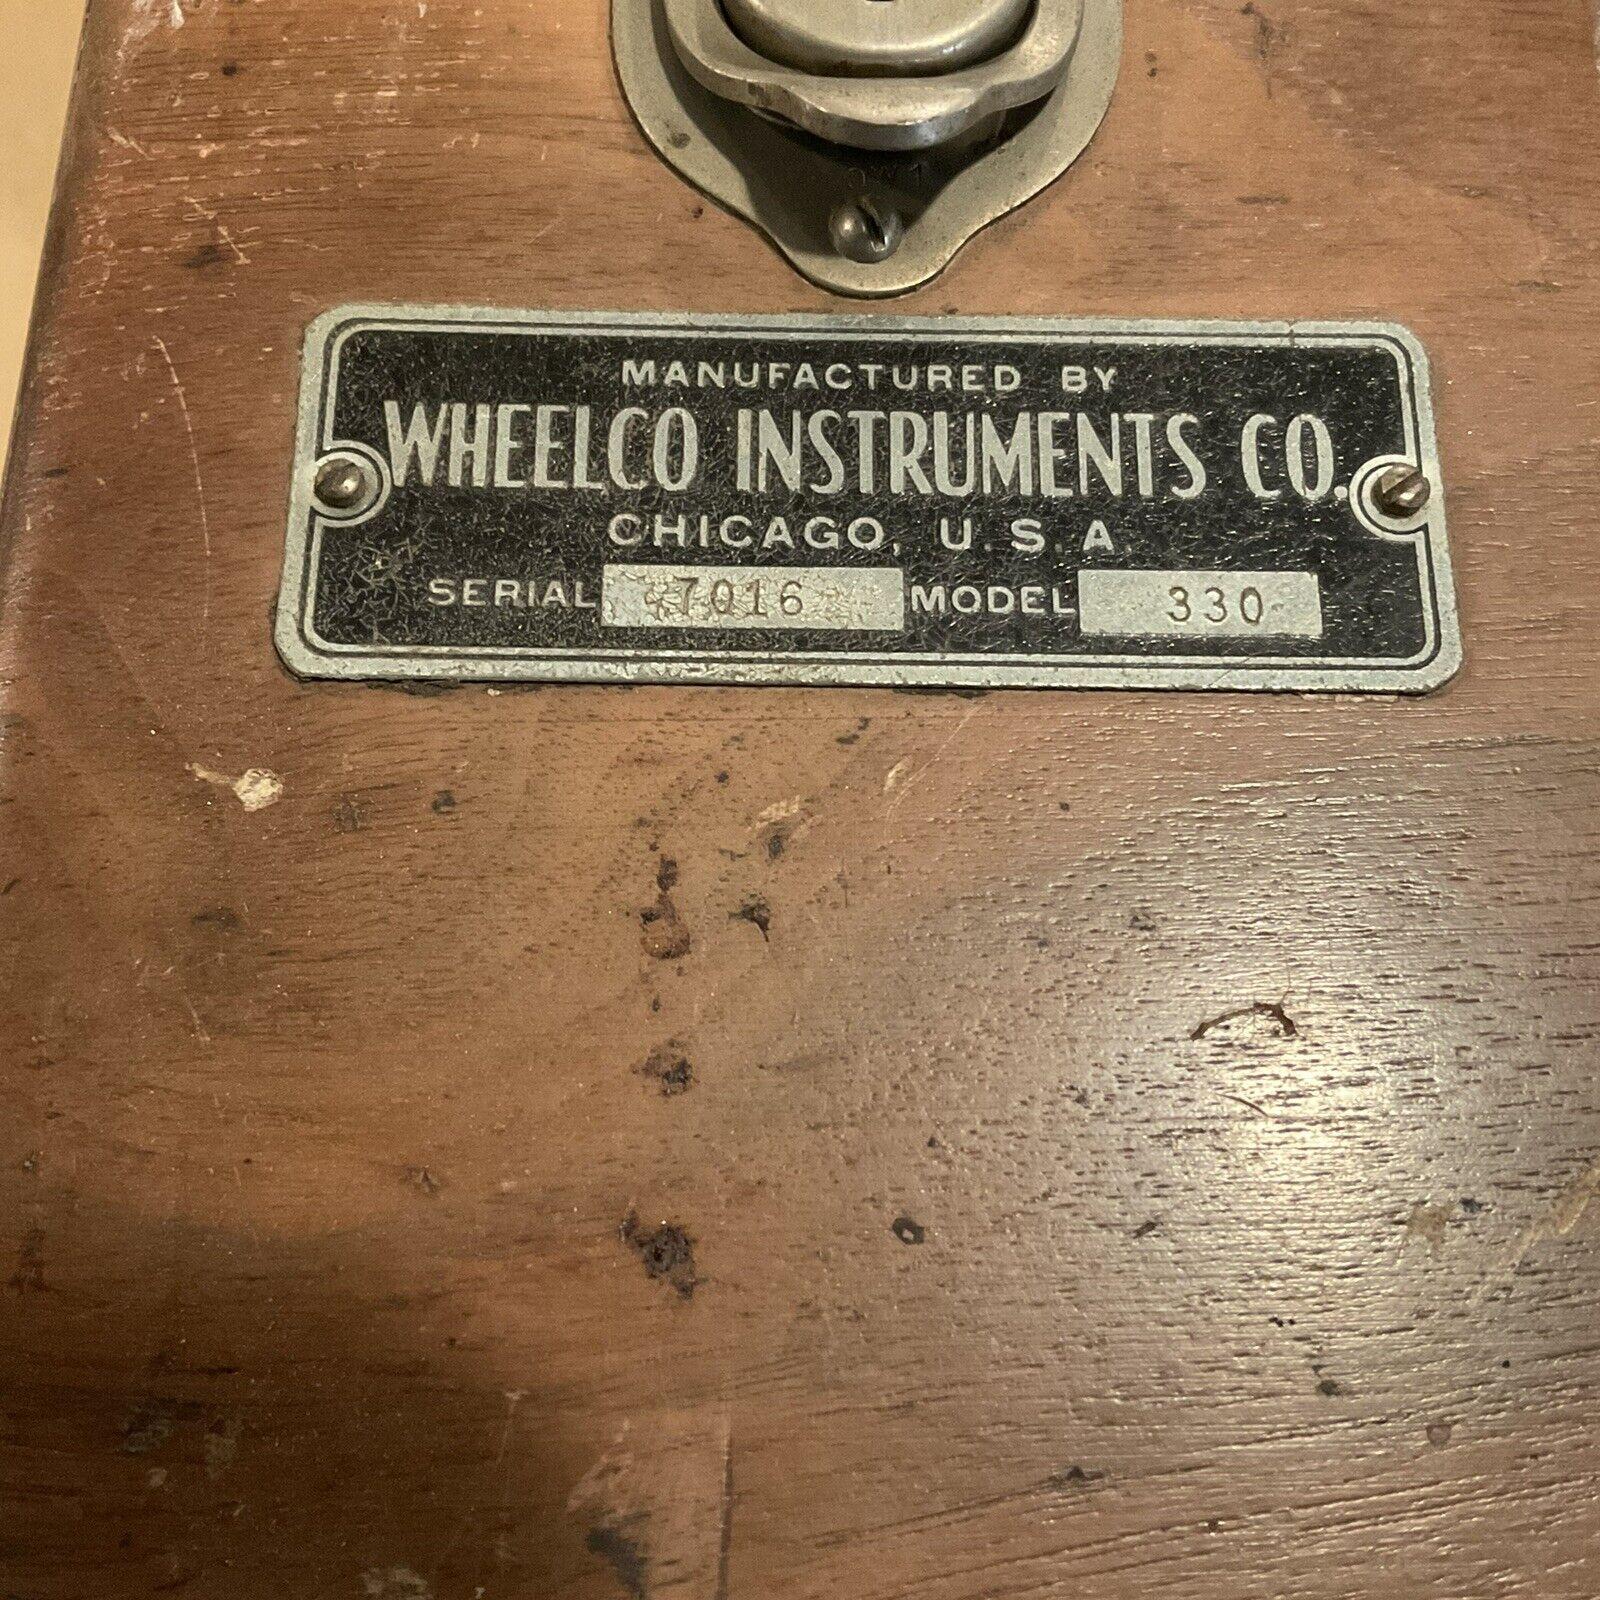 MANUFACTURED BY
WHEELCO INSTRUMENTS CO.
CHICAGO, U.S.A.
SERIAL 7016 MODEL 330